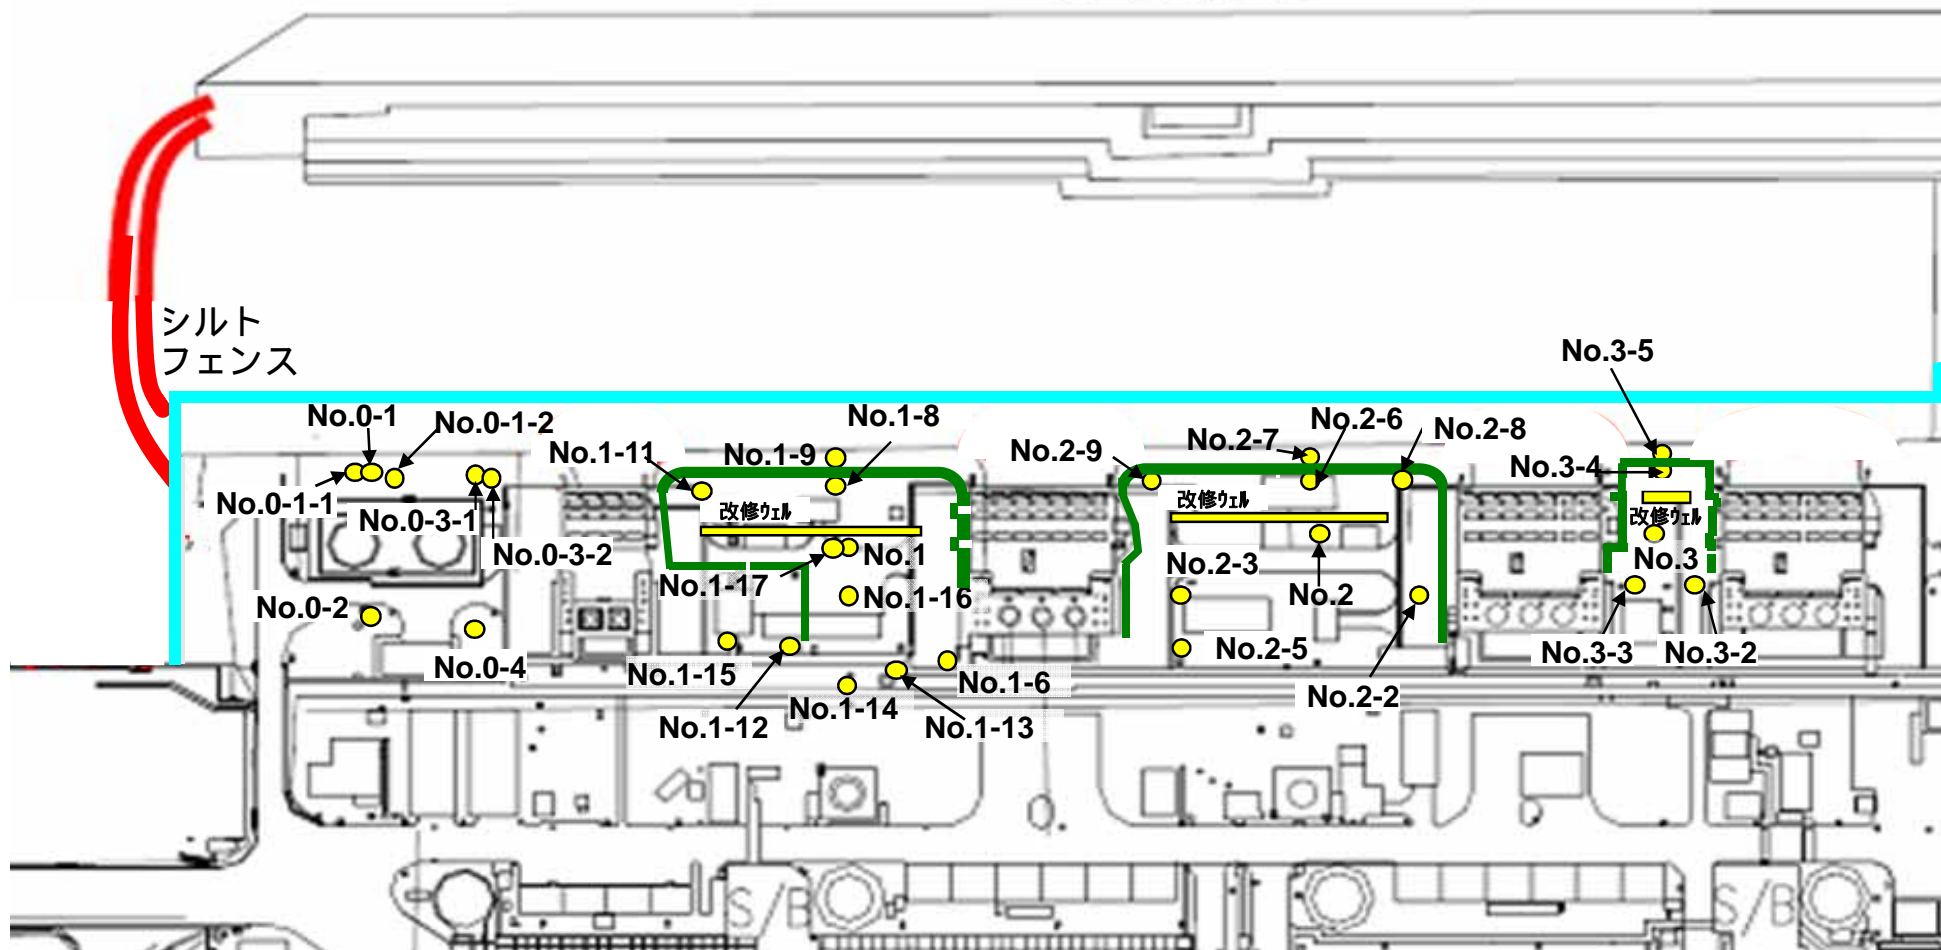 シルト
フェンス
No.3-5
No.0-1
No.0-1-2
No.1-8
No.2-6
No.2-8
No.1-11
No.1-9
No.2-9
No.2-7
No.3-4
No.0-1-1
No.0-3-1
改修ｳｪﾙ
改修ｳｪﾙ
改修ｳｪﾙ
No.0-3-2
No.1
No.3
No.1-17
No.2-3
No.2
No.1-16
No.0-2
No.0-4
No.1-15
No.1-6
No.2-5
No.3-3
No.3-2
No.1-14
No.2-2
No.1-12
No.1-13
S/B
S/B